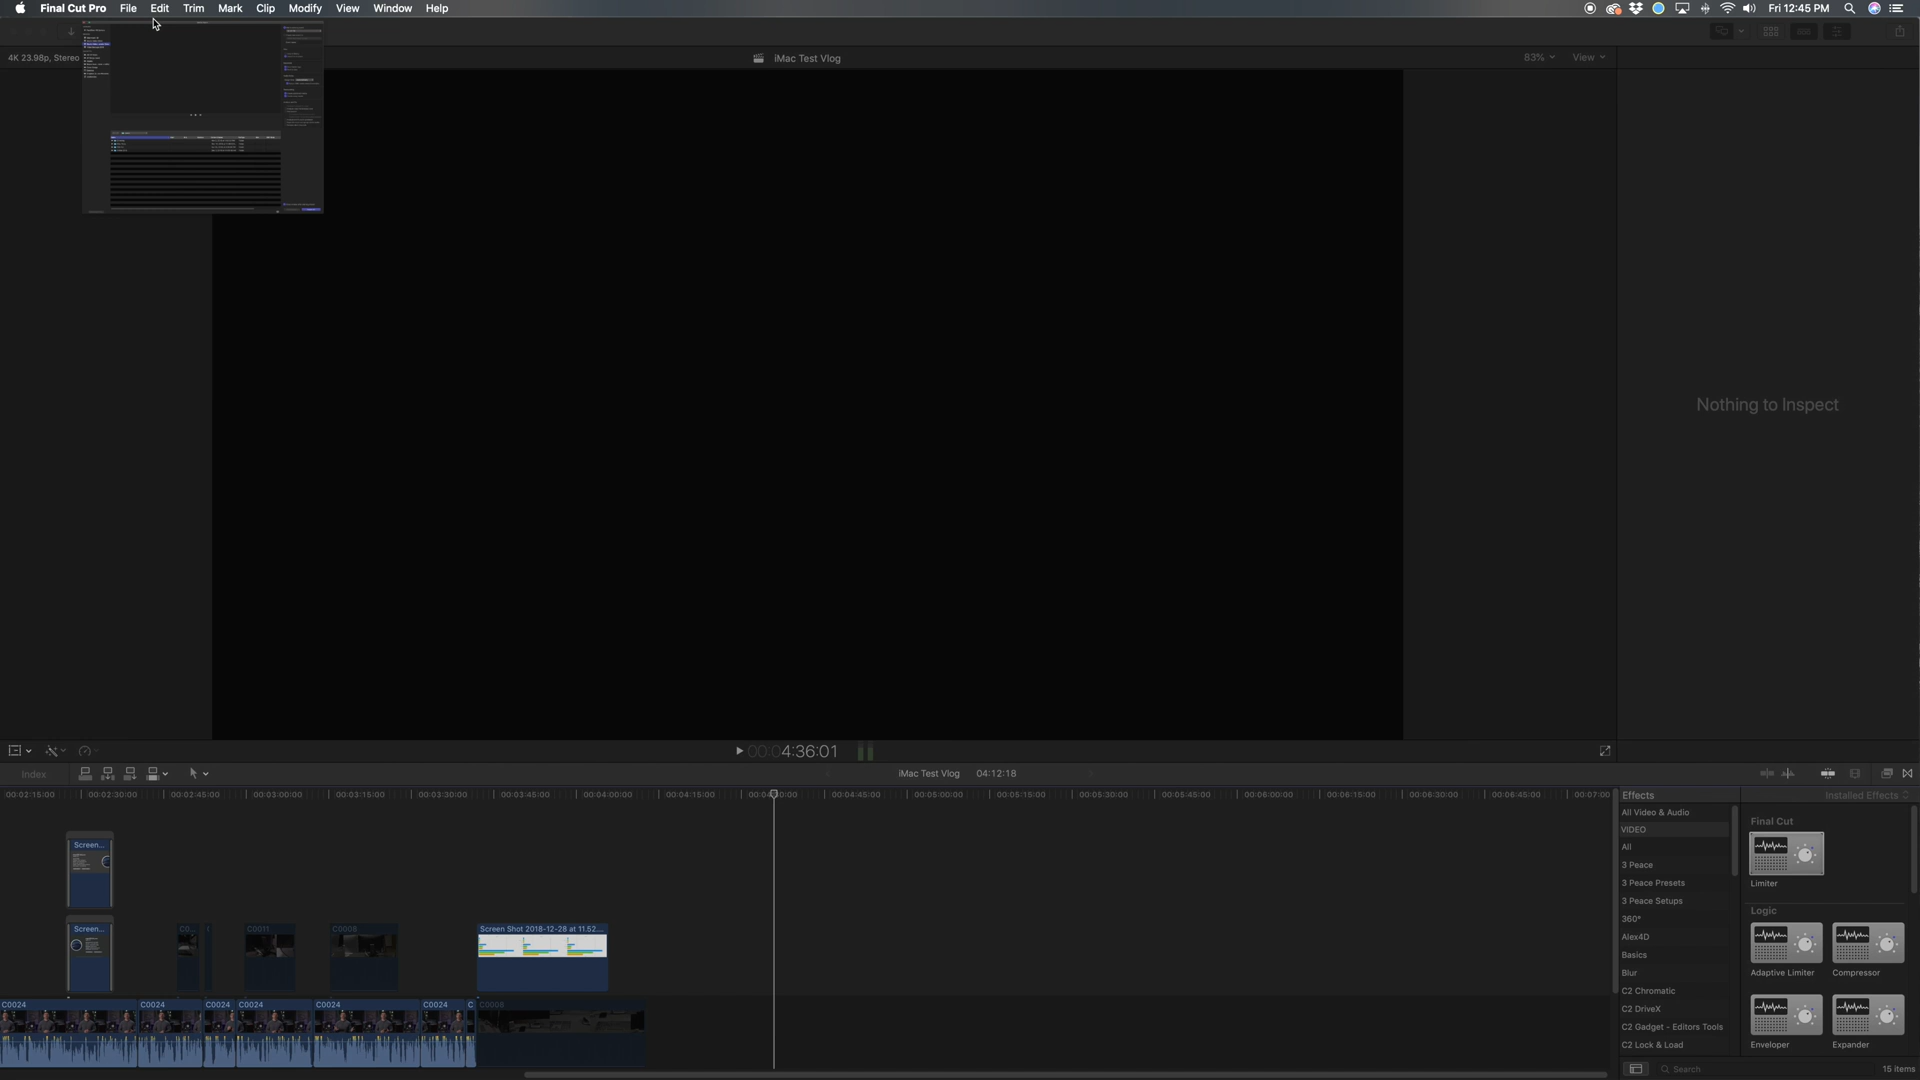 Final Cut Pro File Edit Trim Mark Clip Modify View Window Help
Fri 12:45 PM
4K 23.98p, Stereo
iMac Test Vlog
83%
View
Nothing to Inspect
00:004:36:01
Index
iMac Test Vlog 04:12:18
00:02:15:00 00:02:30:00 00:02:45:00 00:03:00:00 00:03:15:00 00:03:30:00 00:03:45:00 00:04:00:00 00:04:15:00 00:04:45:00 00:05:00:00 00:05:15:00 00:05:30:00 00:05:45:00 00:06:00:00 00:06:15:00 00:06:30:00 00:06:45:00 00:07:00
Screen...
Screen...
C0...
C0011
C0008
Screen Shot 2018-12-28 at 11.52...
C0024 C0024 C0024 C0024 C0024 C0024 C C0008
Effects
Installed Effects
All Video & Audio
VIDEO
All
3 Peace
3 Peace Presets
3 Peace Setups
360°
Alex4D
Basics
Blur
C2 Chromatic
C2 DriveX
C2 Gadget - Editors Tools
C2 Lock & Load
Final Cut
Limiter
Logic
Adaptive Limiter
Compressor
Enveloper
Expander
Search
15 items